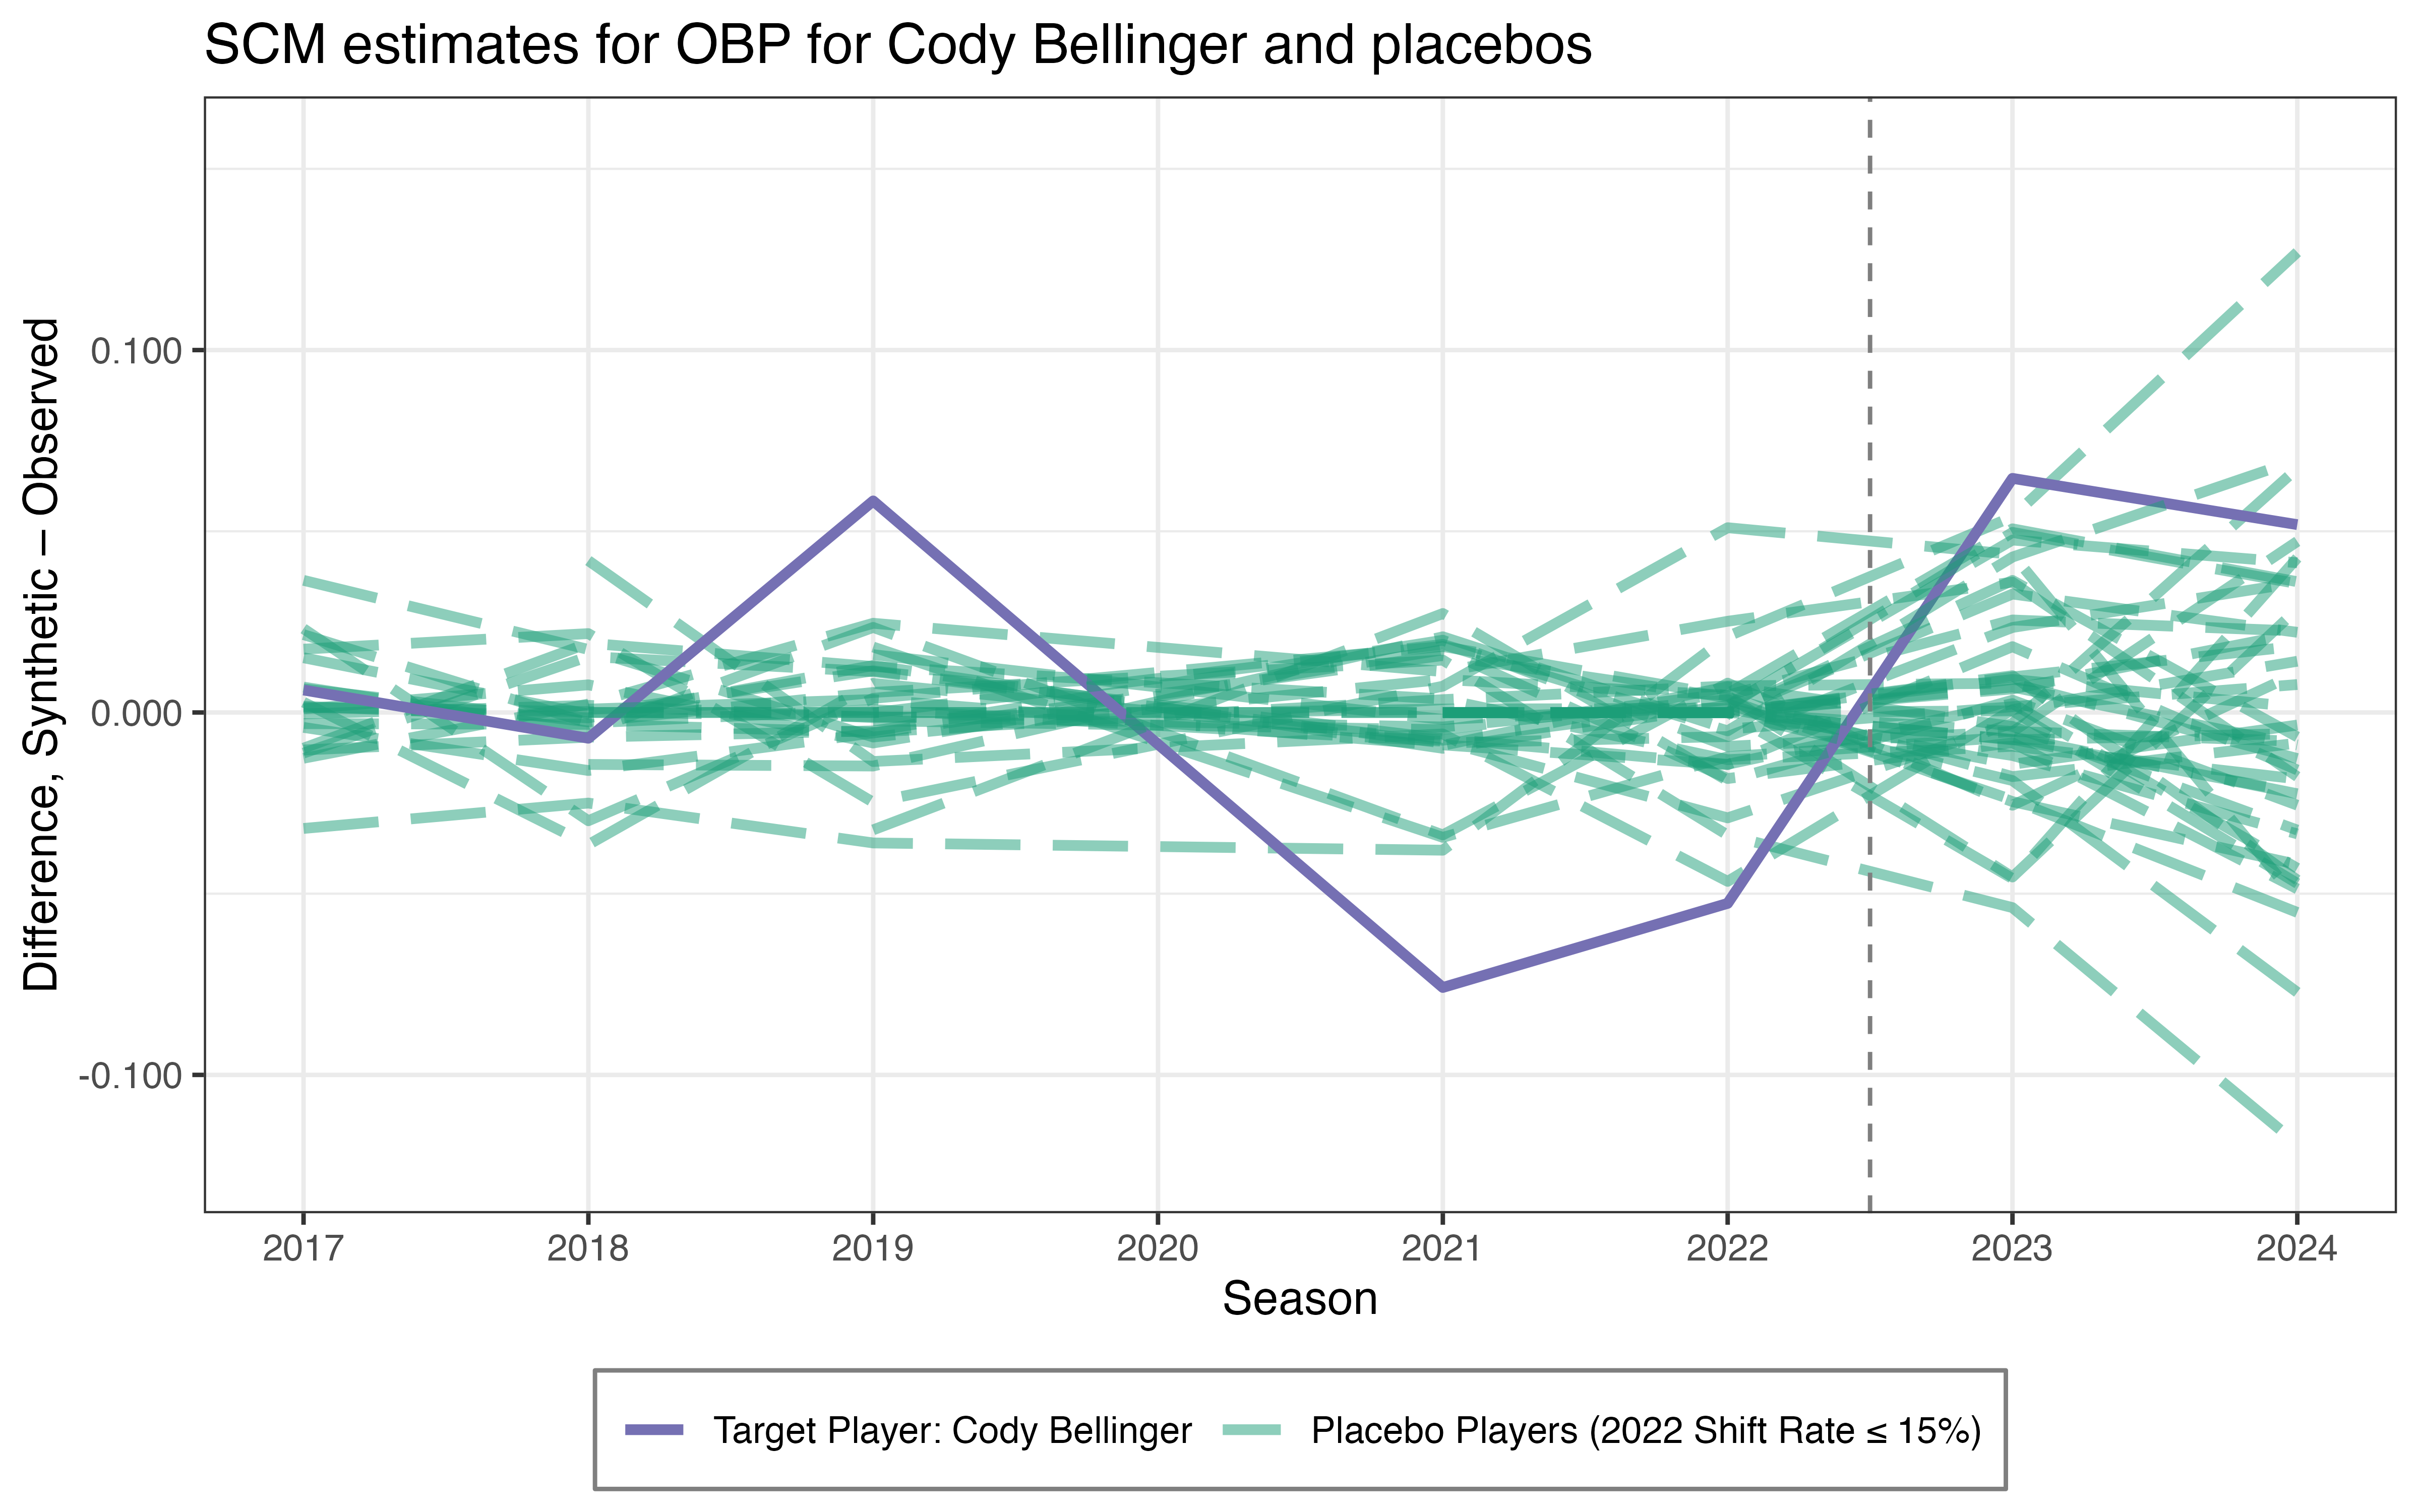 SCM estimates for OBP for Cody Bellinger and placebos
Difference, Synthetic − Observed
0.100
0.000
-0.100
2017 2018 2019 2020 2021 2022 2023 2024
Season
Target Player: Cody Bellinger Placebo Players (2022 Shift Rate ≤ 15%)